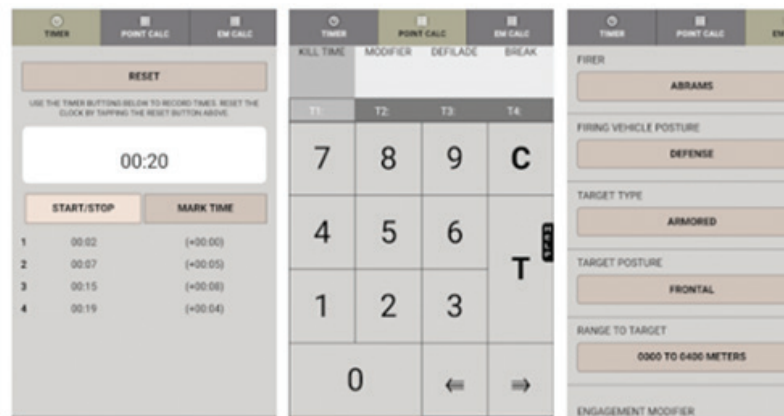 TIMER POINT CALC EM CALC
RESET
USE THE TIMER BUTTONS BELOW TO RECORD TIMES. RESET THE
CLOCK BY TAPPING THE RESET BUTTON ABOVE.
00:20
START/STOP MARK TIME
1 00:02 (+00:00)
2 00:07 (+00:05)
3 00:15 (+00:08)
4 00:19 (+00:04)
TIMER POINT CALC EM CALC
KILL TIME MODIFIER DEFILADE BREAK
T1: T2: T3: T4:
7 8 9 C
4 5 6
T
HELP
1 2 3
0
TIMER POINT CALC EM
FIRER
ABRAMS
FIRING VEHICLE POSTURE
DEFENSE
TARGET TYPE
ARMORED
TARGET POSTURE
FRONTAL
RANGE TO TARGET
0000 TO 0400 METERS
ENGAGEMENT MODIFIER